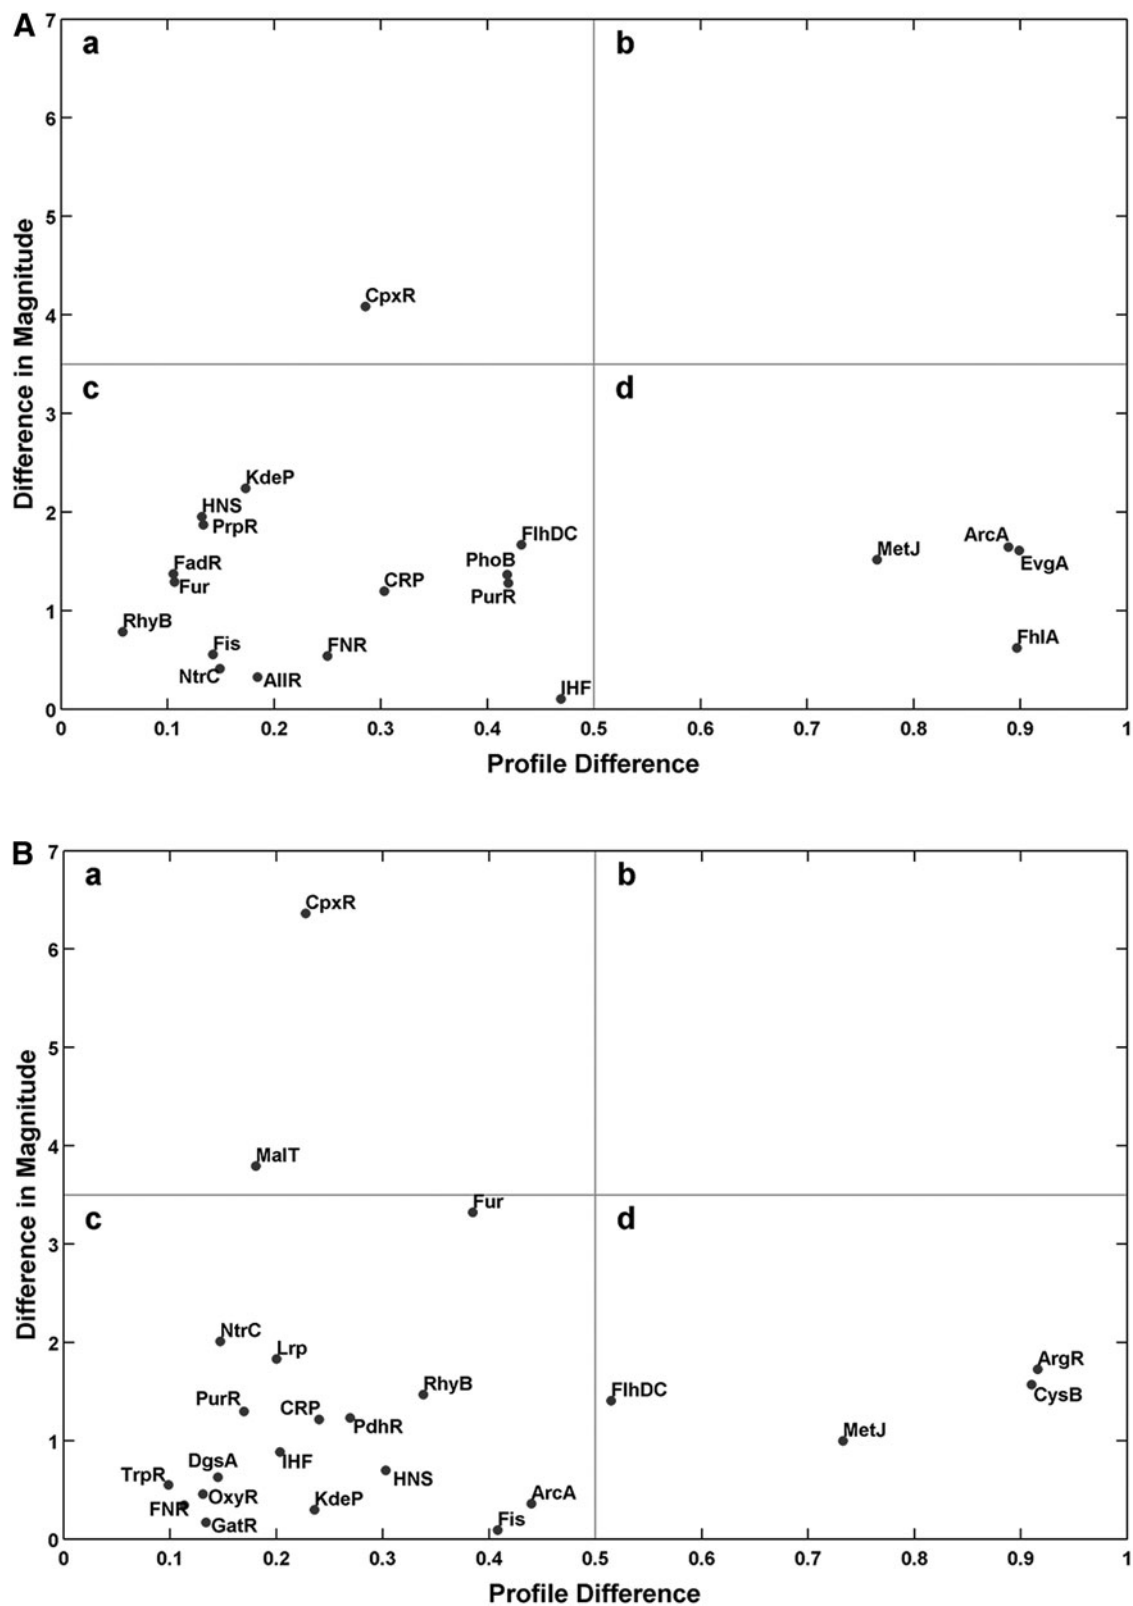 A
7
a
b
6
5
CpxR
4
Difference in Magnitude
c
d
3
KdeP
HNS
2
PrpR
FlhDC
ArcA
MetJ
EvgA
PhoB
FadR
Fur
CRP
PurR
1
RhyB
Fis
FNR
FhlA
NtrC
AllR
IHF
0
0 0.1 0.2 0.3 0.4 0.5 0.6 0.7 0.8 0.9 1
Profile Difference
B
7
a
b
CpxR
6
5
4
MalT
Difference in Magnitude
Fur
c
d
3
NtrC
2
Lrp
ArgR
RhyB
FlhDC
CysB
PurR
CRP
PdhR
MetJ
1
DgsA
IHF
TrpR
HNS
OxyR
KdeP
ArcA
FNR
GatR
Fis
0
0 0.1 0.2 0.3 0.4 0.5 0.6 0.7 0.8 0.9 1
Profile Difference